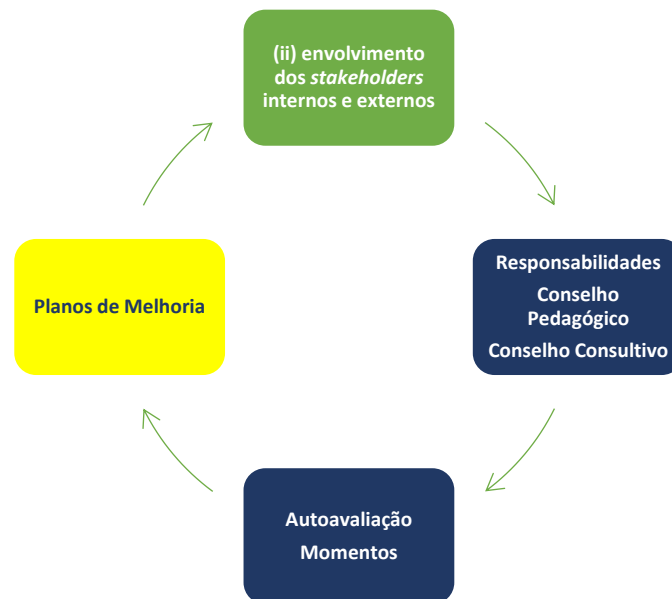 (ii) envolvimento
dos stakeholders
internos e externos
Responsabilidades
Conselho
Pedagógico
Conselho Consultivo
Planos de Melhoria
Autoavaliação
Momentos